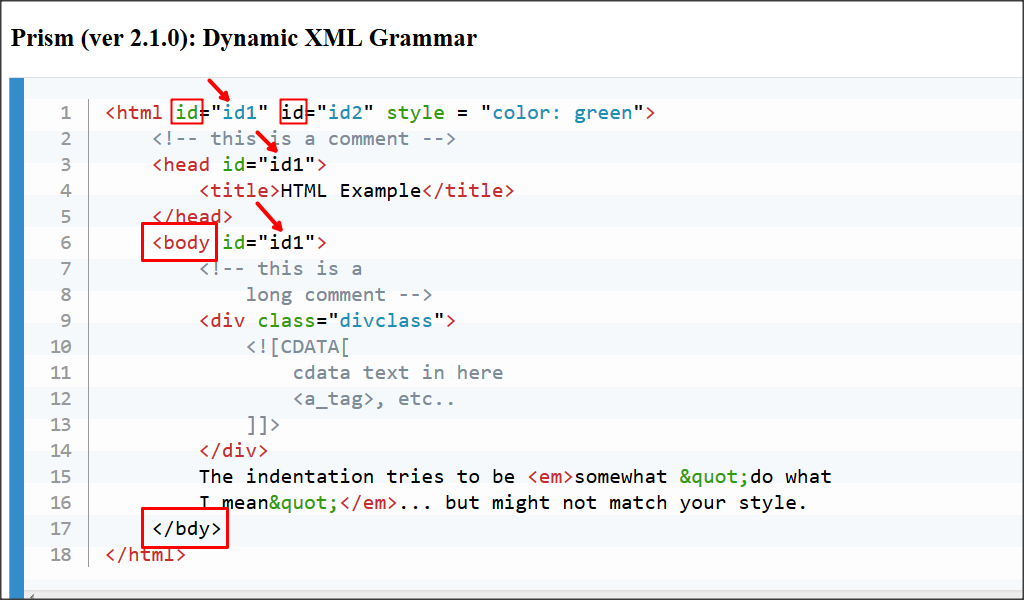 Prism (ver 2.1.0): Dynamic XML Grammar
1 <html id="id1" id="id2" style = "color: green">
2 <!-- this is a comment -->
3 <head id="id1">
4 <title>HTML Example</title>
5 </head>
6 <body id="id1">
7 <!-- this is a
8 long comment -->
9 <div class="divclass">
10 <![CDATA[
11 cdata text in here
12 <a_tag>, etc..
13 ]]>
14 </div>
15 The indentation tries to be <em>somewhat &quot;do what
16 I mean&quot;</em>... but might not match your style.
17 </bdy>
18 </html>